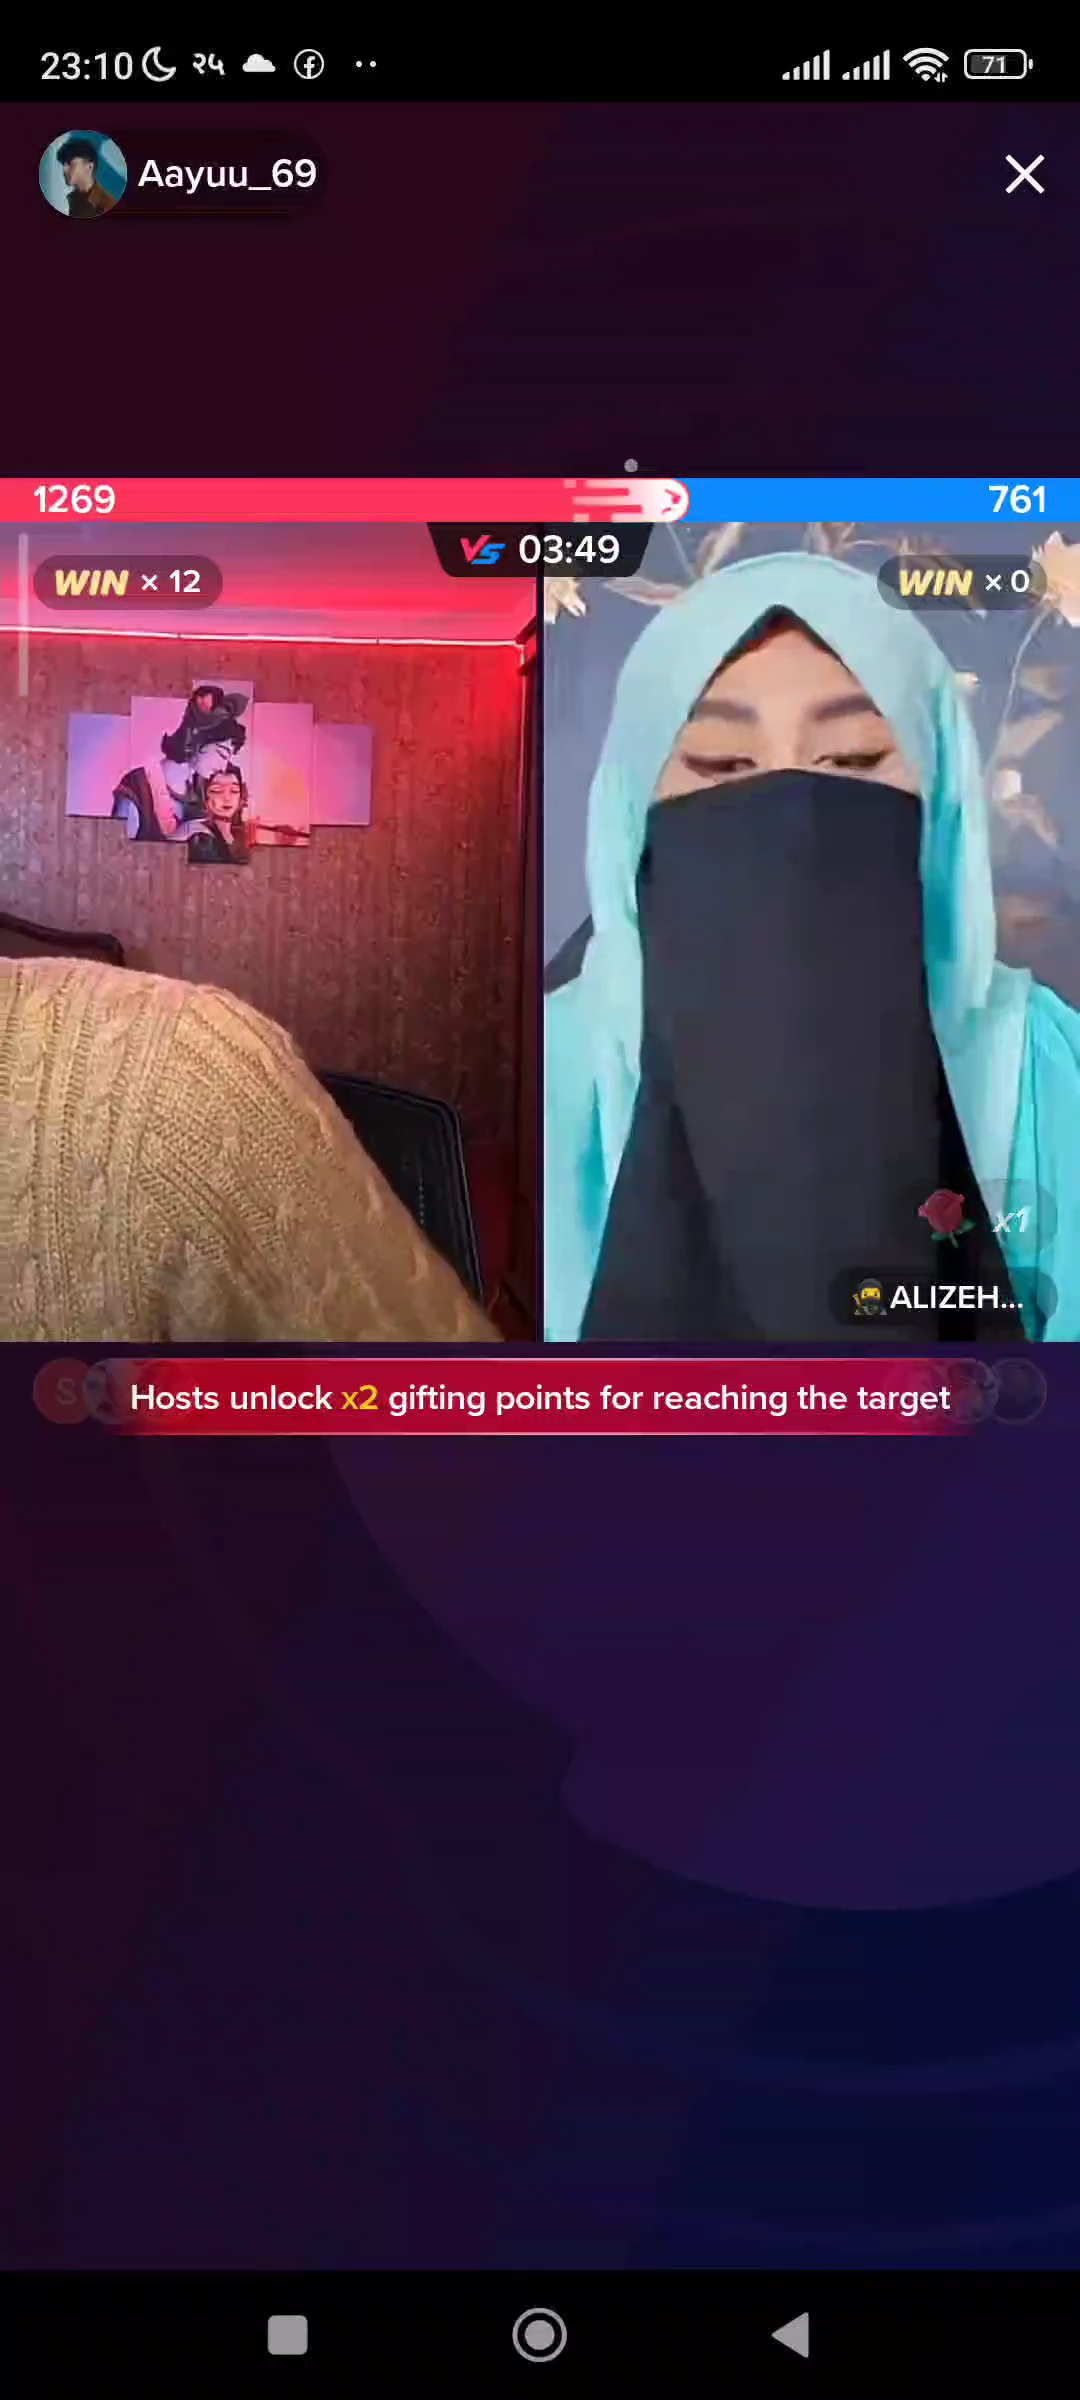 23:10 २५ 71
Aayuu_69
1269 761
VS 03:49
WIN × 12
WIN × 0
x1
ALIZEH...
S
Hosts unlock x2 gifting points for reaching the target